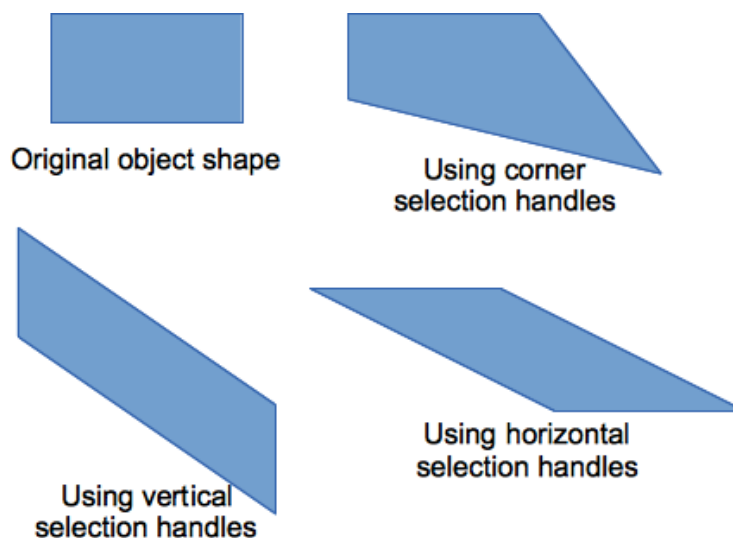 Original object shape
Using corner
selection handles
Using vertical
selection handles
Using horizontal
selection handles